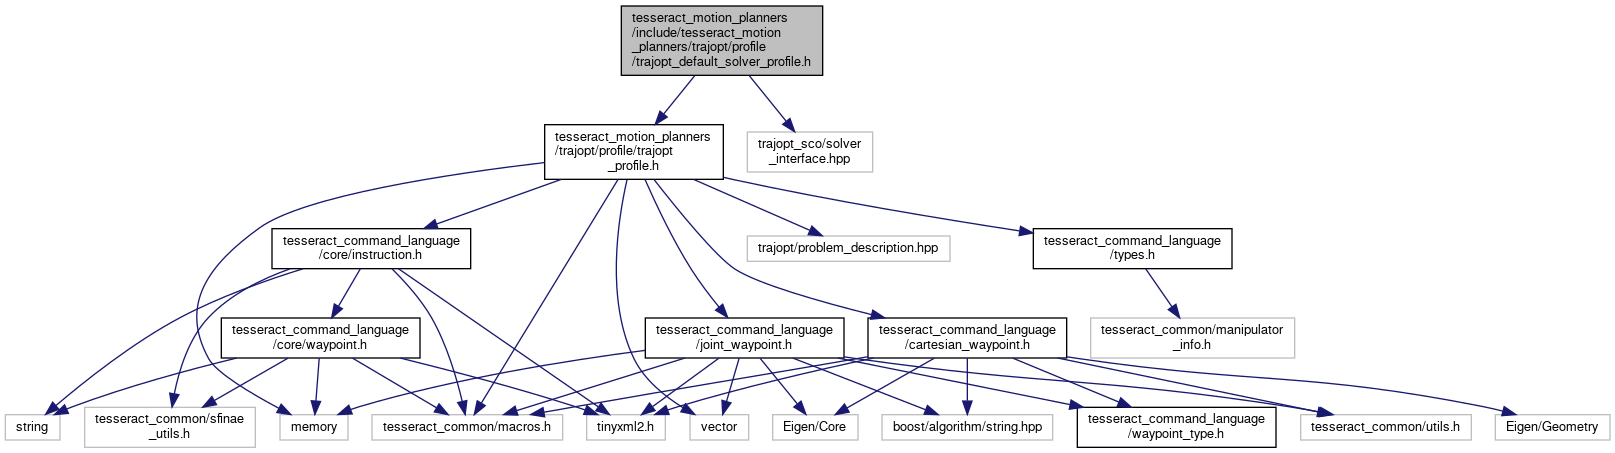 tesseract_motion_planners
/include/tesseract_motion
_planners/trajopt/profile
/trajopt_default_solver_profile.h
tesseract_motion_planners
/trajopt/profile/trajopt
_profile.h
trajopt_sco/solver
_interface.hpp
tesseract_command_language
/core/instruction.h
trajopt/problem_description.hpp
tesseract_command_language
/types.h
tesseract_command_language
/core/waypoint.h
tesseract_command_language
/joint_waypoint.h
tesseract_command_language
/cartesian_waypoint.h
tesseract_common/manipulator
_info.h
string
tesseract_common/sfinae
_utils.h
memory
tesseract_common/macros.h
tinyxml2.h
vector
Eigen/Core
boost/algorithm/string.hpp
tesseract_command_language
/waypoint_type.h
tesseract_common/utils.h
Eigen/Geometry